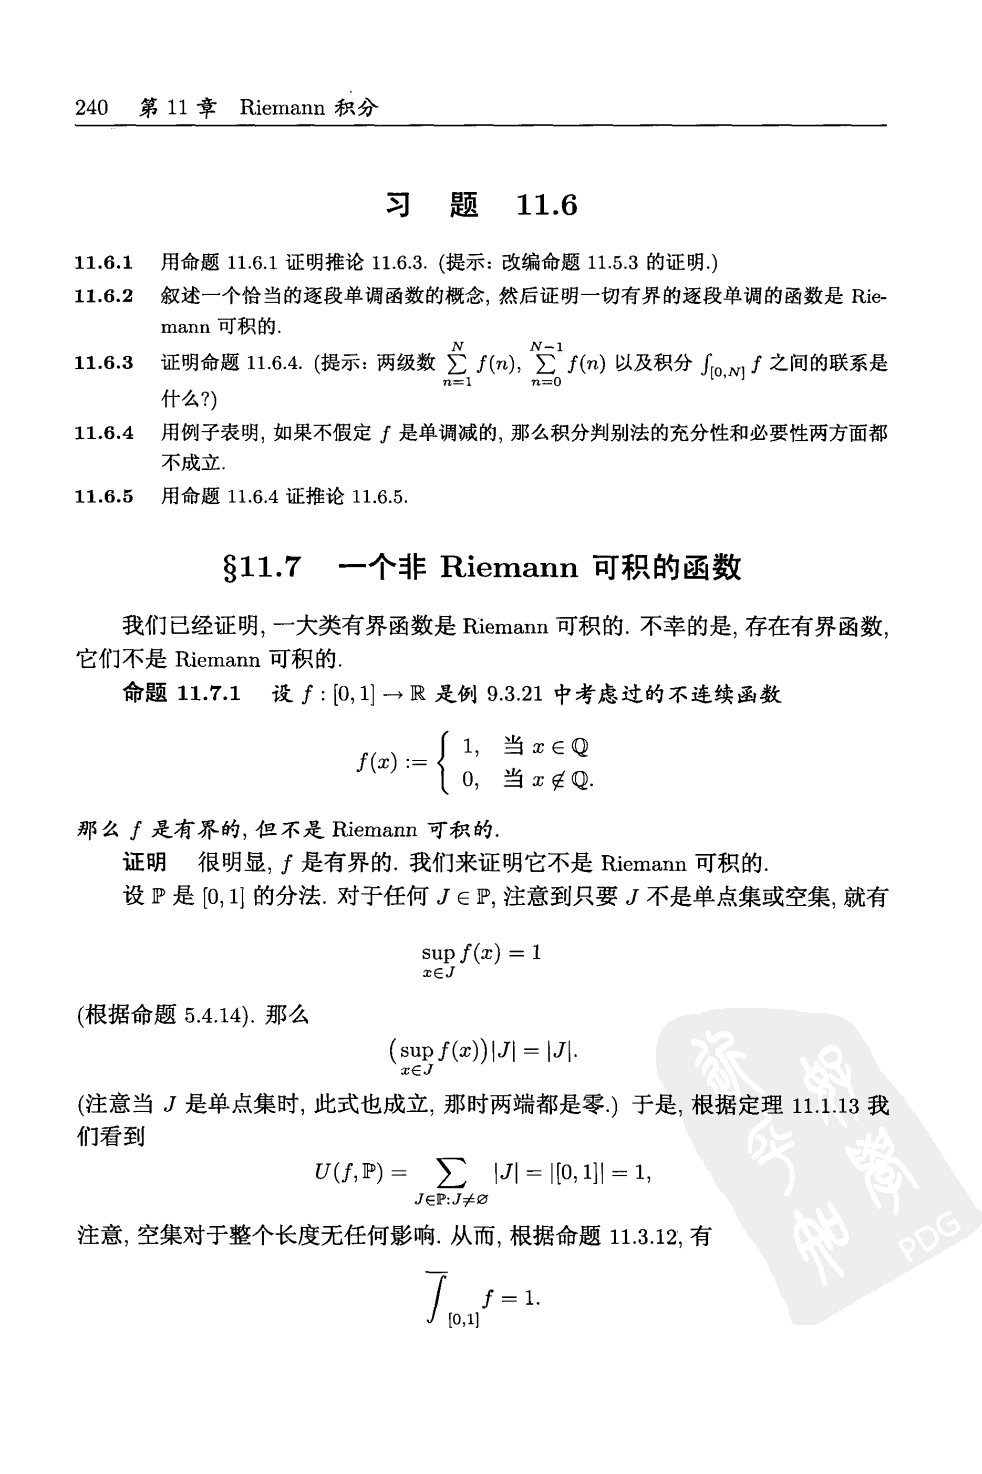 240 第 11 章 Riemann 积分
习 题 11.6
11.6.1 用命题 11.6.1 证明推论 11.6.3. (提示: 改编命题 11.5.3 的证明.)
11.6.2 叙述一个恰当的逐段单调函数的概念, 然后证明一切有界的逐段单调的函数是 Rie-
mann 可积的.
11.6.3 证明命题 11.6.4. (提示: 两级数 $\sum_{n=1}^{N} f(n)$, $\sum_{n=0}^{N-1} f(n)$ 以及积分 $\int_{[0,N]} f$ 之间的联系是
什么?)
11.6.4 用例子表明, 如果不假定 f 是单调减的, 那么积分判别法的充分性和必要性两方面都
不成立.
11.6.5 用命题 11.6.4 证推论 11.6.5.
§11.7 一个非 Riemann 可积的函数
我们已经证明, 一大类有界函数是 Riemann 可积的. 不幸的是, 存在有界函数,
它们不是 Riemann 可积的.
命题 11.7.1 设 f : [0, 1] → ℝ 是例 9.3.21 中考虑过的不连续函数
$f(x) := \begin{cases} 1, & 当 x \in ℚ \\ 0, & 当 x \notin ℚ. \end{cases}$
那么 f 是有界的, 但不是 Riemann 可积的.
证明 很明显, f 是有界的. 我们来证明它不是 Riemann 可积的.
设 ℙ 是 [0, 1] 的分法. 对于任何 J ∈ ℙ, 注意到只要 J 不是单点集或空集, 就有
$\sup_{x \in J} f(x) = 1$
(根据命题 5.4.14). 那么
$(\sup_{x \in J} f(x))|J| = |J|.$
(注意当 J 是单点集时, 此式也成立, 那时两端都是零.) 于是, 根据定理 11.1.13 我
们看到
$U(f, ℙ) = \sum_{J \in ℙ: J \neq \varnothing} |J| = |[0, 1]| = 1,$
注意, 空集对于整个长度无任何影响. 从而, 根据命题 11.3.12, 有
$\overline{\int}_{[0,1]} f = 1.$
PDG